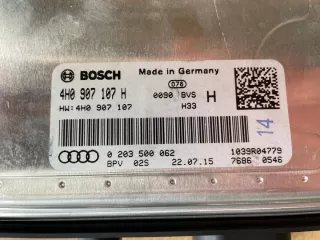 BOSCH Made in Germany
4H0 907 107 H 076
0090 BVS H
HW:4H0 907 107 H33
14
0 203 500 062 1039R04779
BPV 02S 22.07.15 7686 0546